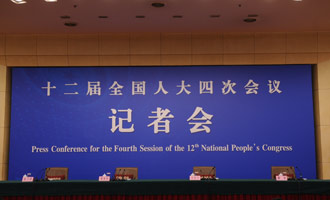 十二届全国人大四次会议
记者会
Press Conference for the Fourth Session of the 12th National People's Congress